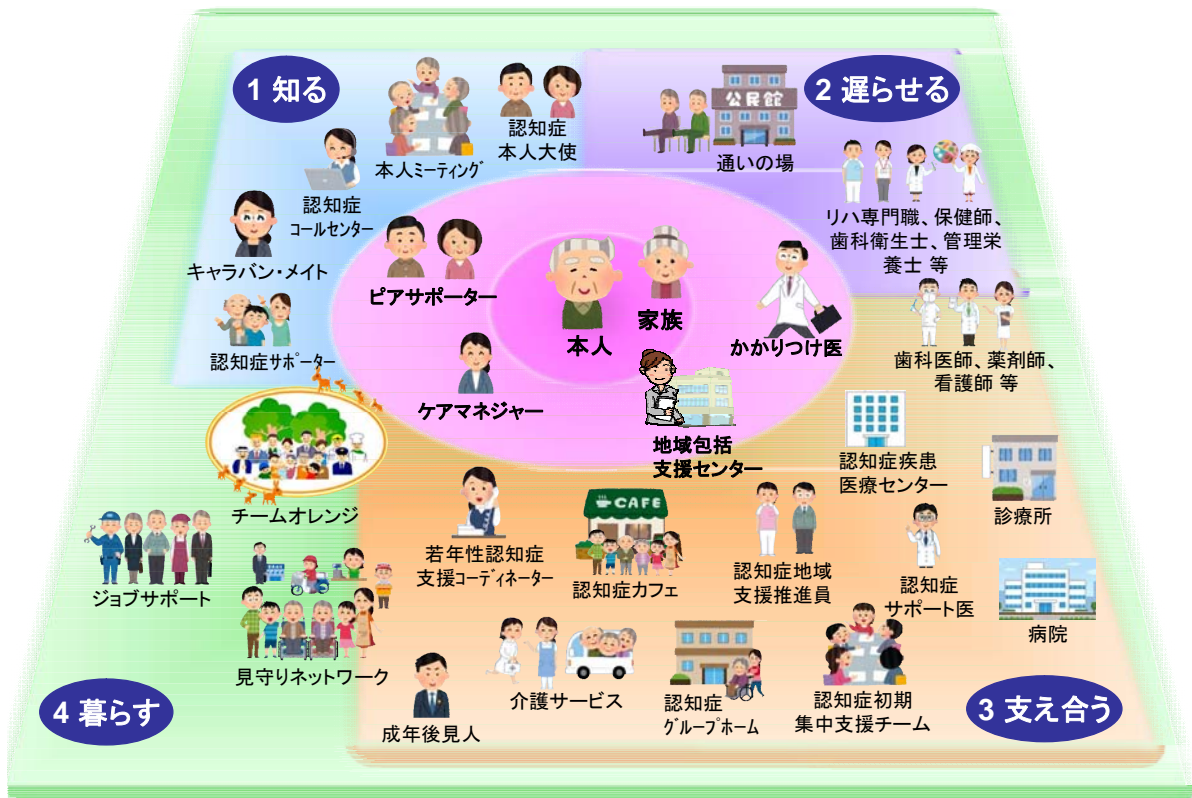 1 知る
本人ミーティング
認知症
本人大使
認知症
コールセンター
キャラバン・メイト
認知症サポーター
2 遅らせる
公民館
通いの場
リハ専門職、保健師、
歯科衛生士、管理栄
養士 等
ピアサポーター
本人
家族
かかりつけ医
ケアマネジャー
地域包括
支援センター
歯科医師、薬剤師、
看護師 等
認知症疾患
医療センター
診療所
チームオレンジ
ジョブサポート
見守りネットワーク
4 暮らす
若年性認知症
支援コーディネーター
CAFE
認知症カフェ
認知症地域
支援推進員
認知症
サポート医
病院
成年後見人
介護サービス
認知症
グループホーム
認知症初期
集中支援チーム
3 支え合う